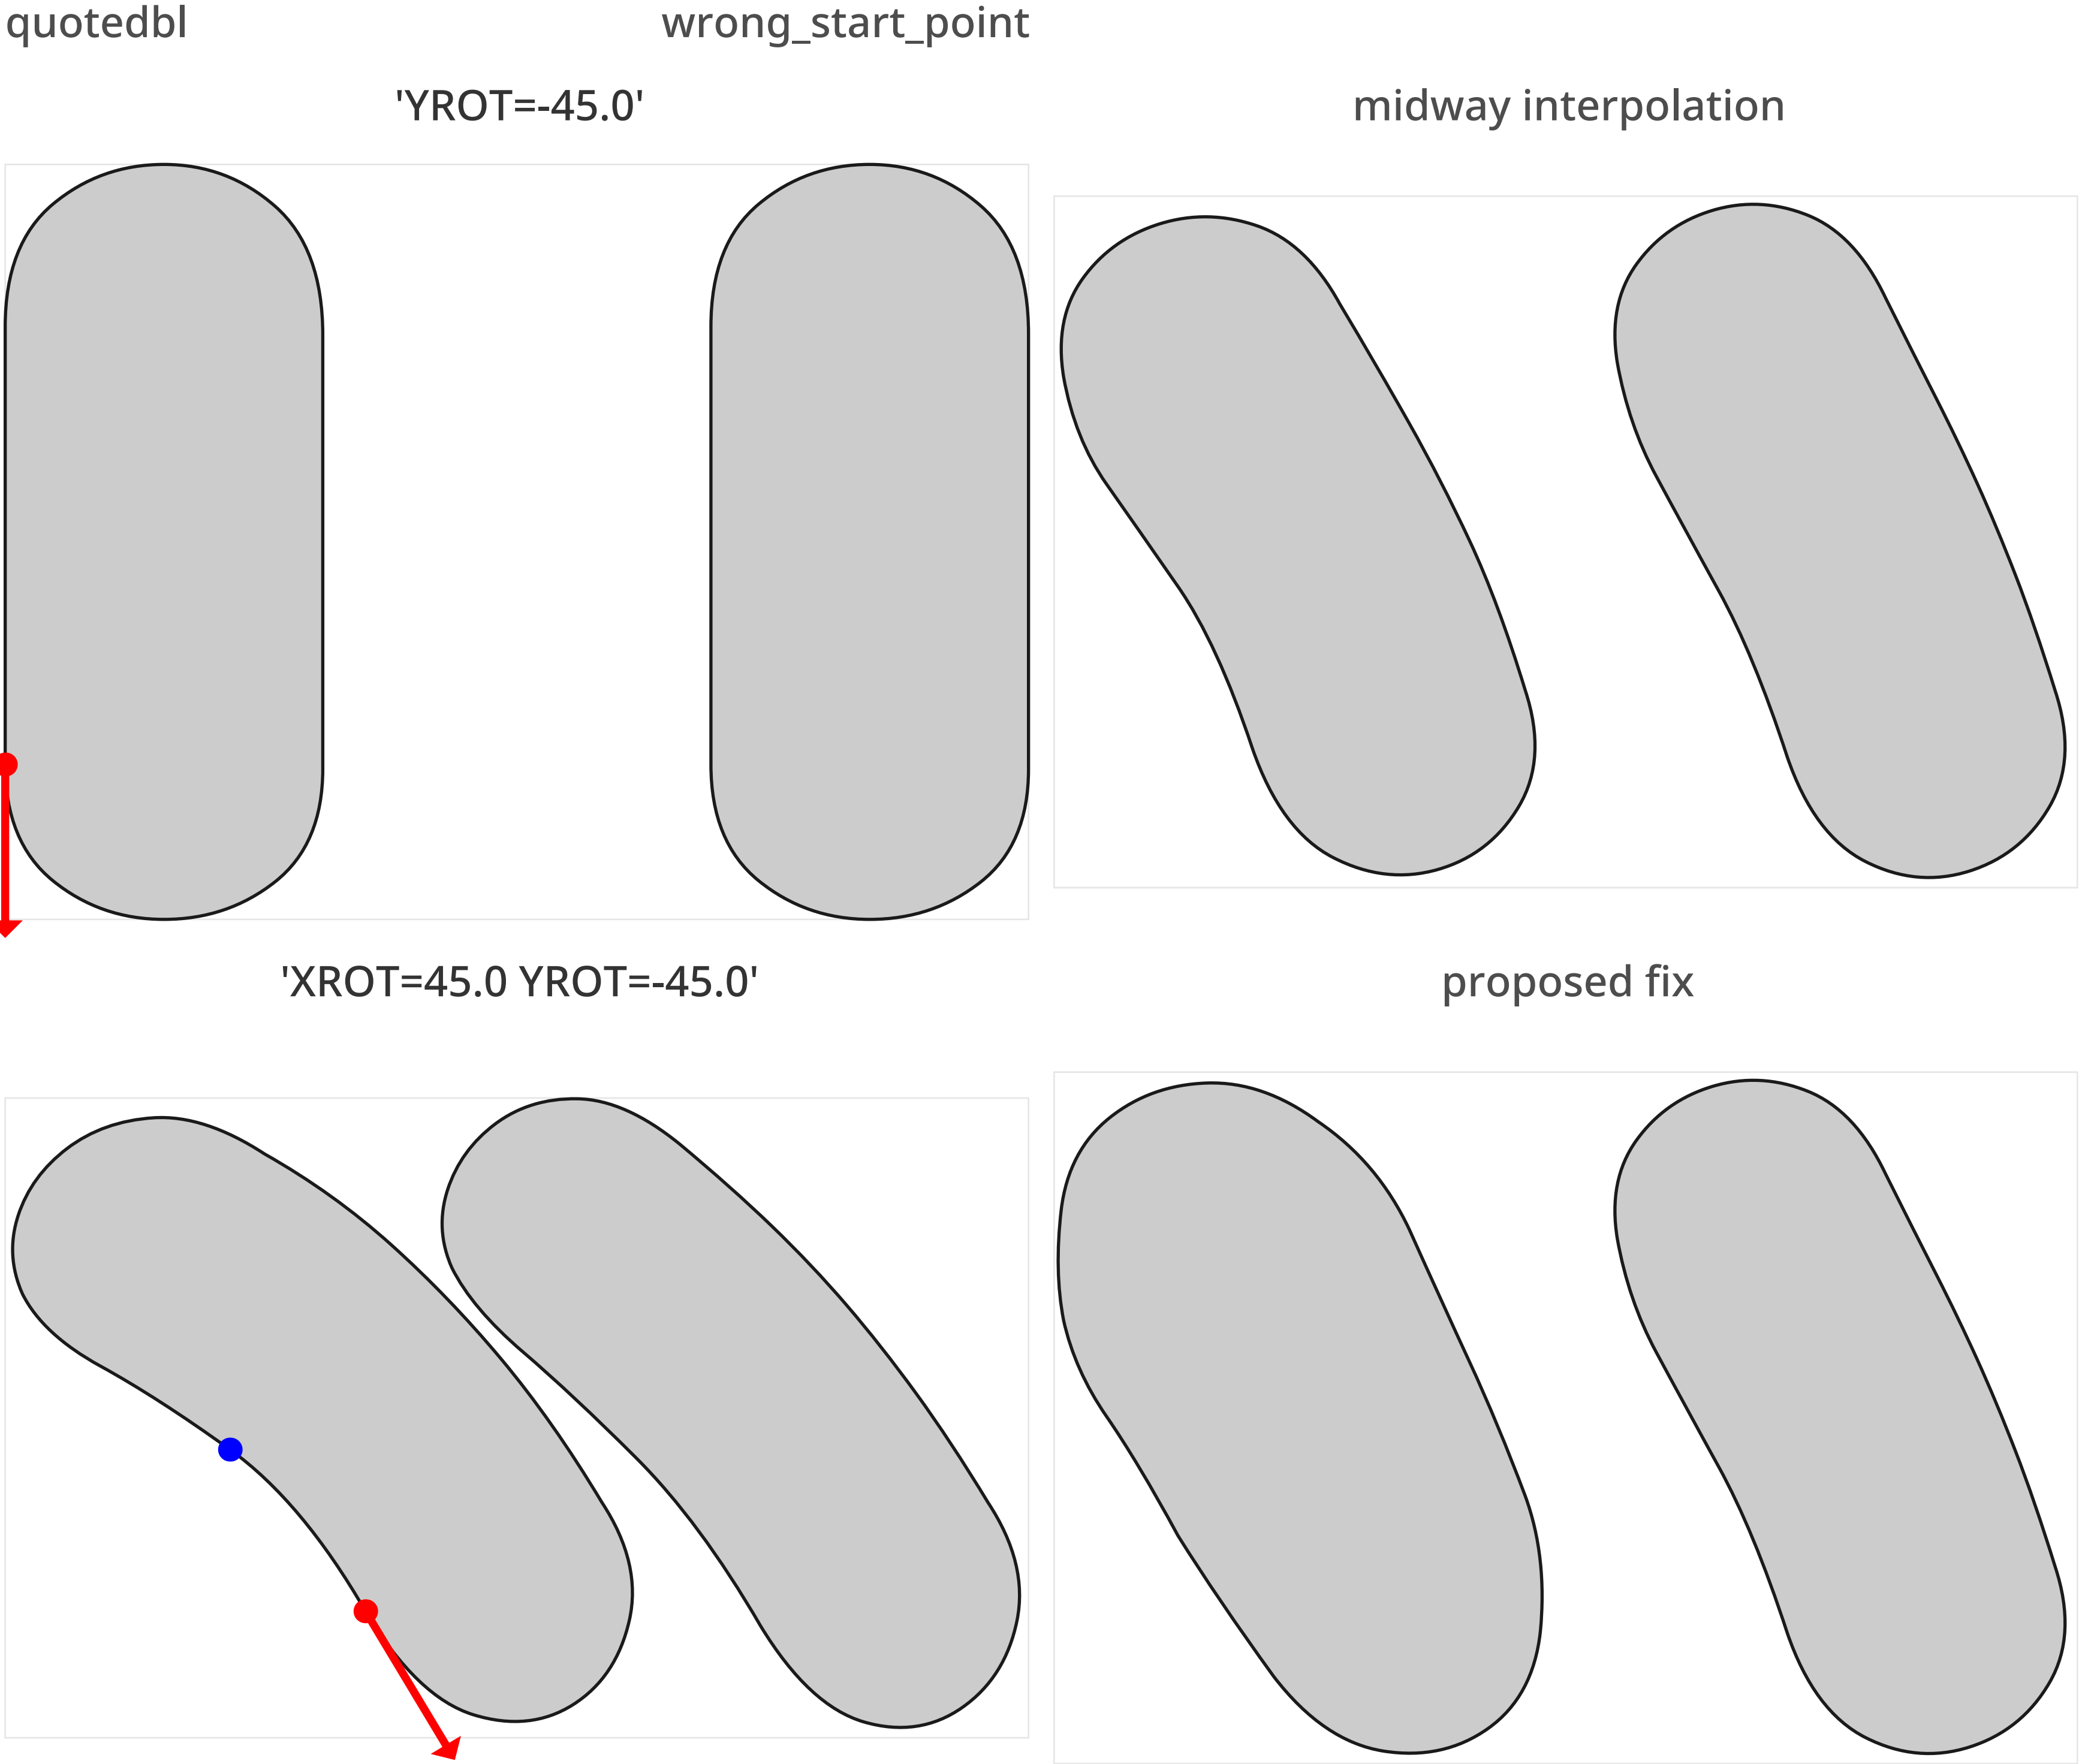 quotedbl wrong_start_point
'YROT=-45.0' midway interpolation
'XROT=45.0 YROT=-45.0' proposed fix